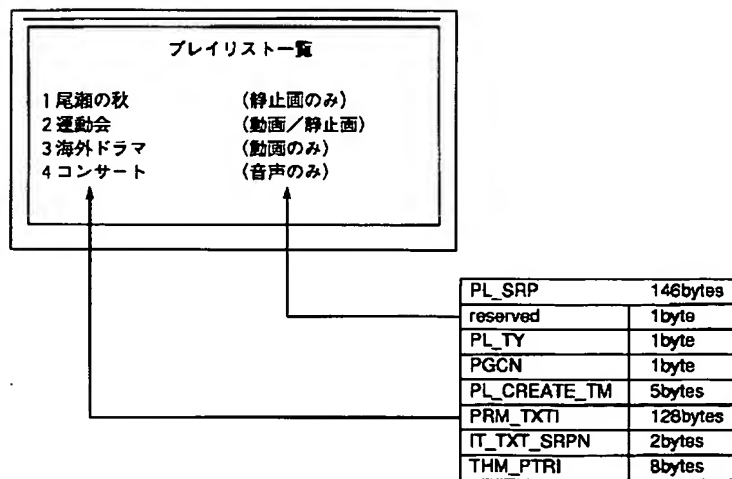 プレイリスト一覧
1 尾瀬の秋 (静止画のみ)
2 運動会 (動画/静止画)
3 海外ドラマ (動画のみ)
4 コンサート (音声のみ)
PL_SRP 146bytes
reserved 1byte
PL_TY 1byte
PGCN 1byte
PL_CREATE_TM 5bytes
PRM_TXTI 128bytes
IT_TXT_SRPN 2bytes
THM_PTRI 8bytes